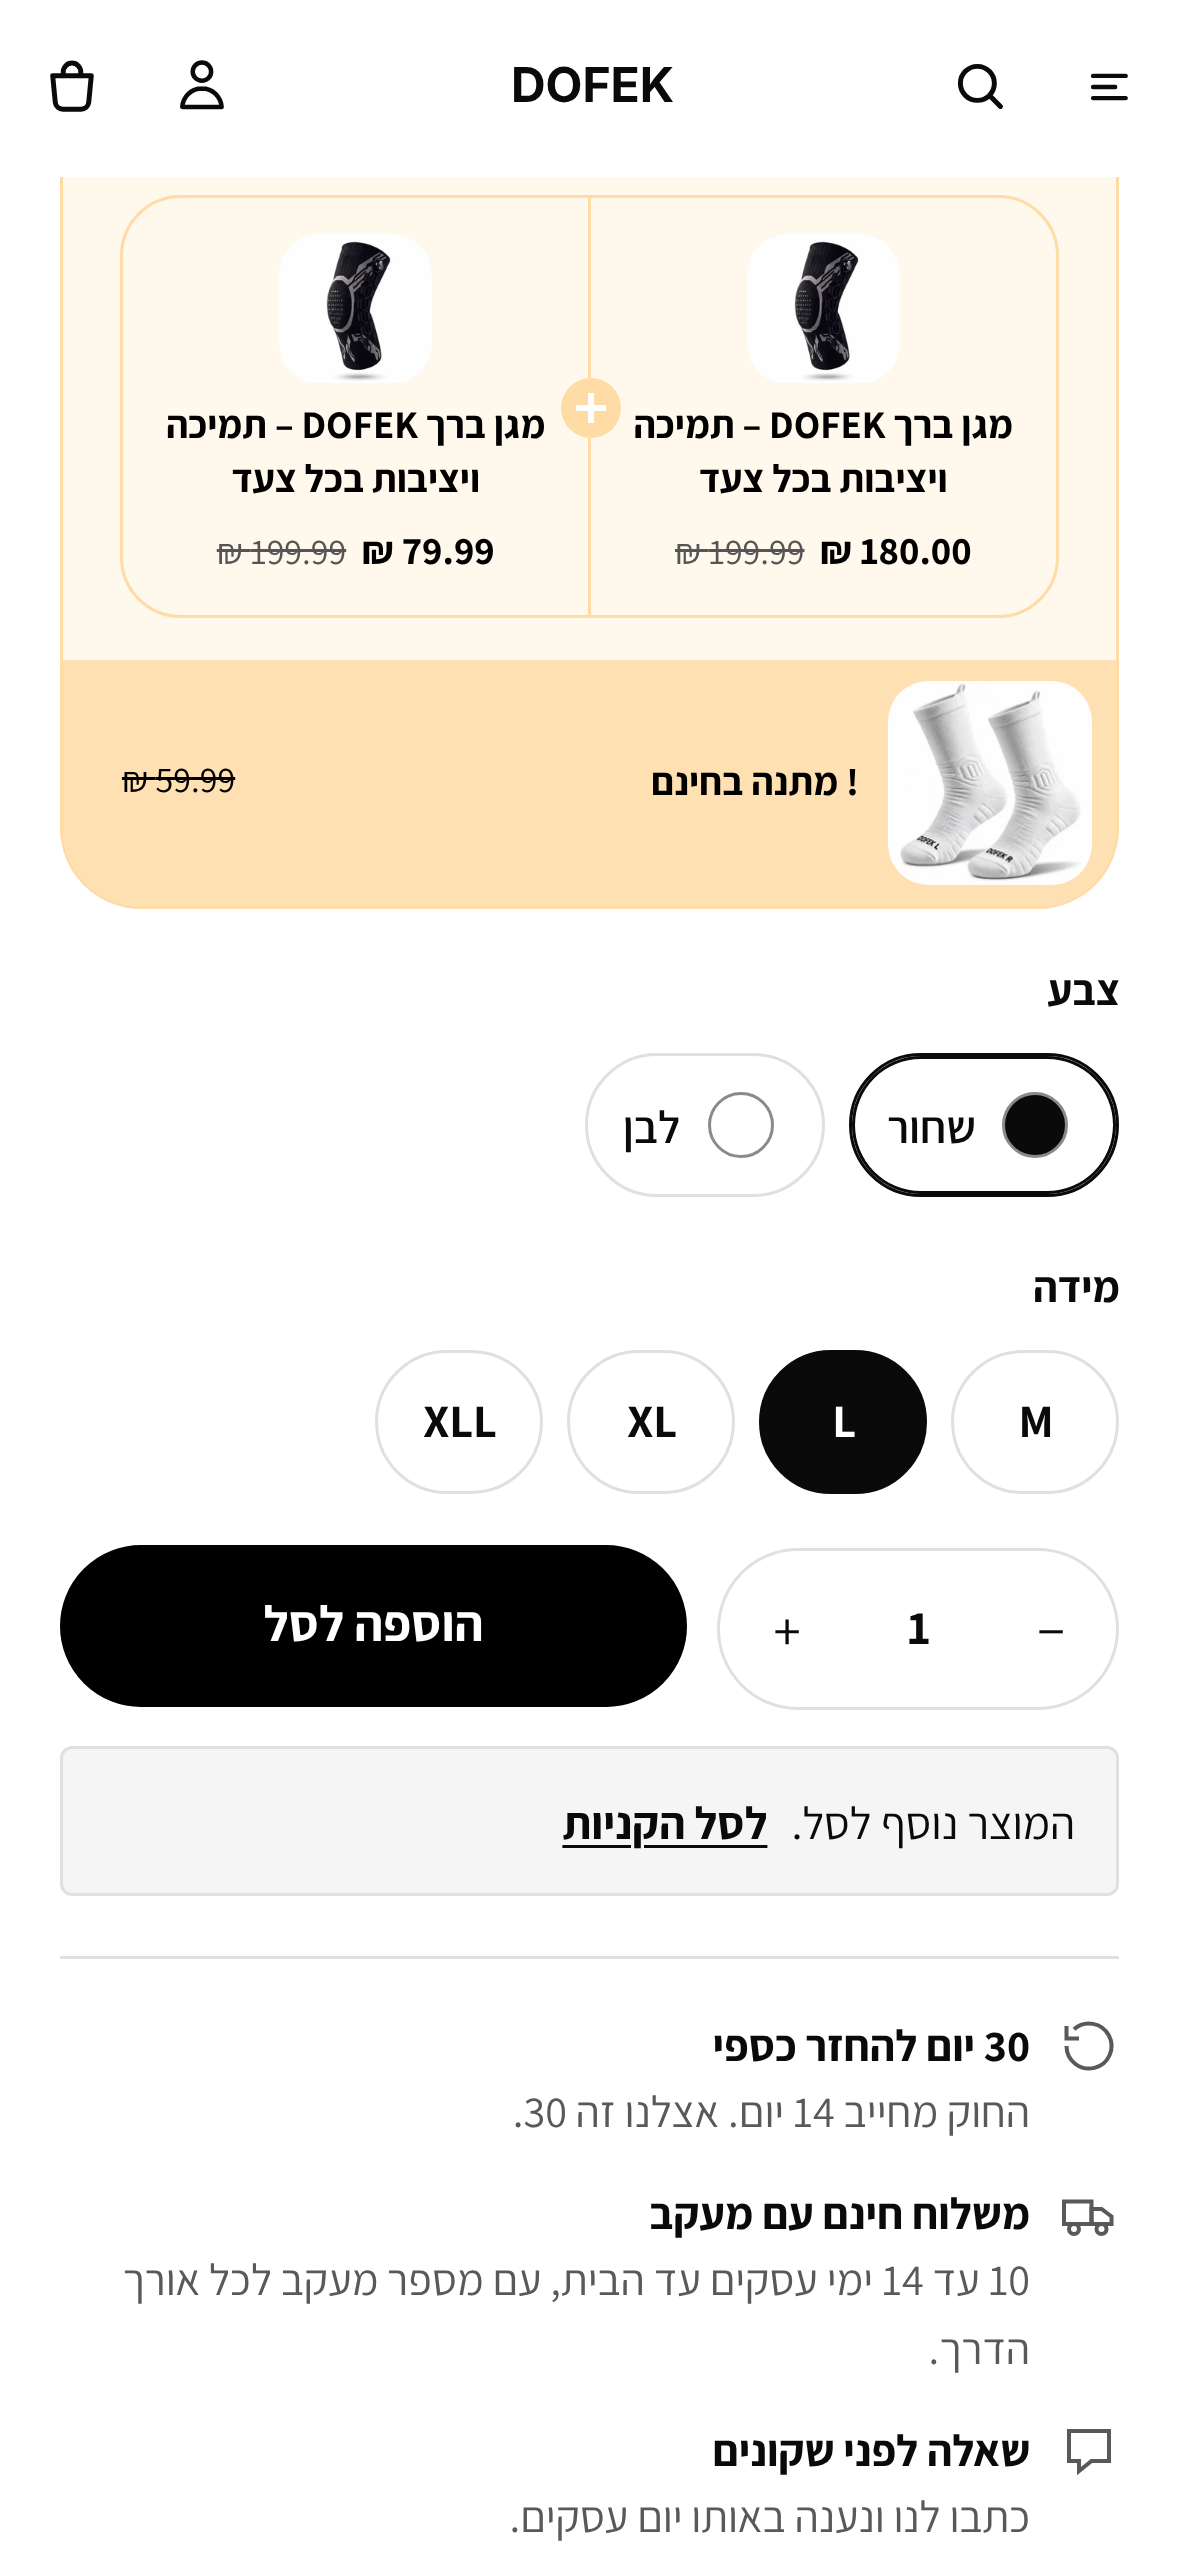 DOFEK
מגן ברך DOFEK – תמיכה
ויציבות בכל צעד
180.00 ₪ 199.99 ₪
מגן ברך DOFEK – תמיכה
ויציבות בכל צעד
79.99 ₪ 199.99 ₪
DOFEK L
DOFEK R
! מתנה בחינם
59.99 ₪
צבע
שחור
לבן
מידה
M
L
XL
XLL
− 1 +
הוספה לסל
המוצר נוסף לסל. לסל הקניות
30 יום להחזר כספי
החוק מחייב 14 יום. אצלנו זה 30.
משלוח חינם עם מעקב
10 עד 14 ימי עסקים עד הבית, עם מספר מעקב לכל אורך
הדרך.
שאלה לפני שקונים
כתבו לנו ונענה באותו יום עסקים.